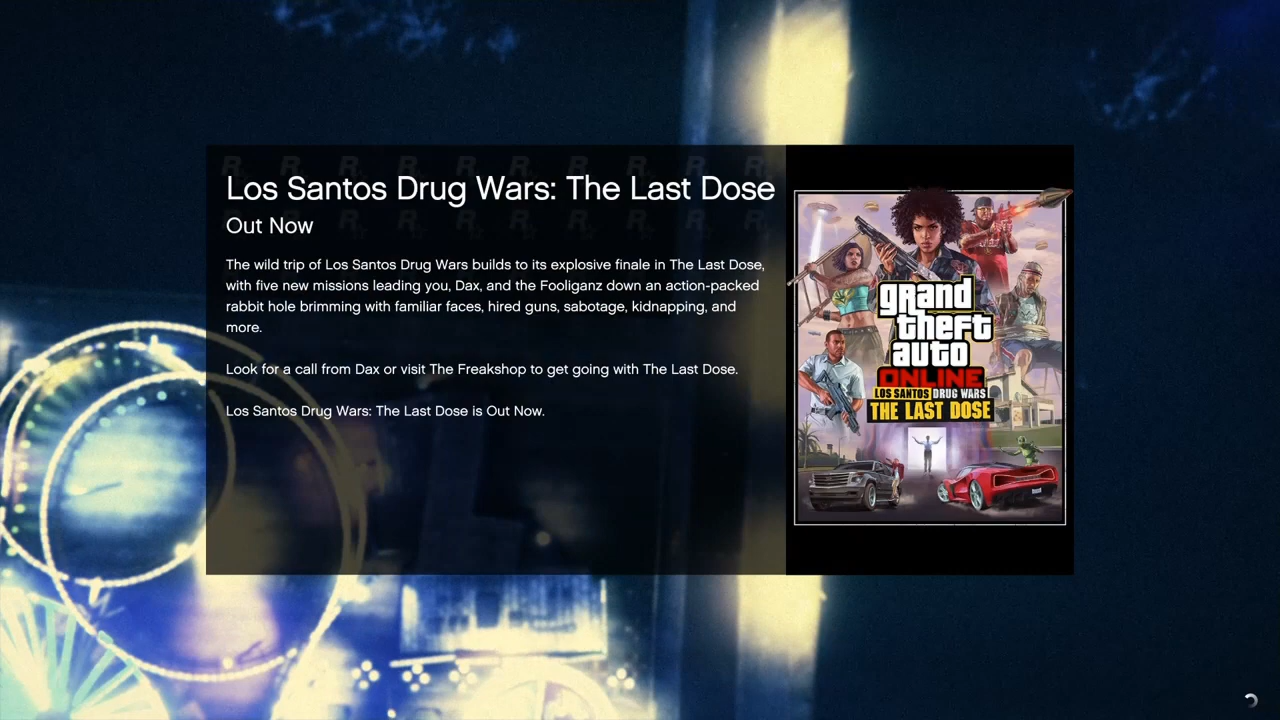 Los Santos Drug Wars: The Last Dose
Out Now
The wild trip of Los Santos Drug Wars builds to its explosive finale in The Last Dose,
with five new missions leading you, Dax, and the Fooliganz down an action-packed
rabbit hole brimming with familiar faces, hired guns, sabotage, kidnapping, and
more.
Look for a call from Dax or visit The Freakshop to get going with The Last Dose.
Los Santos Drug Wars: The Last Dose is Out Now.
grand
theft
auto
ONLINE
LOS SANTOS DRUG WARS
THE LAST DOSE